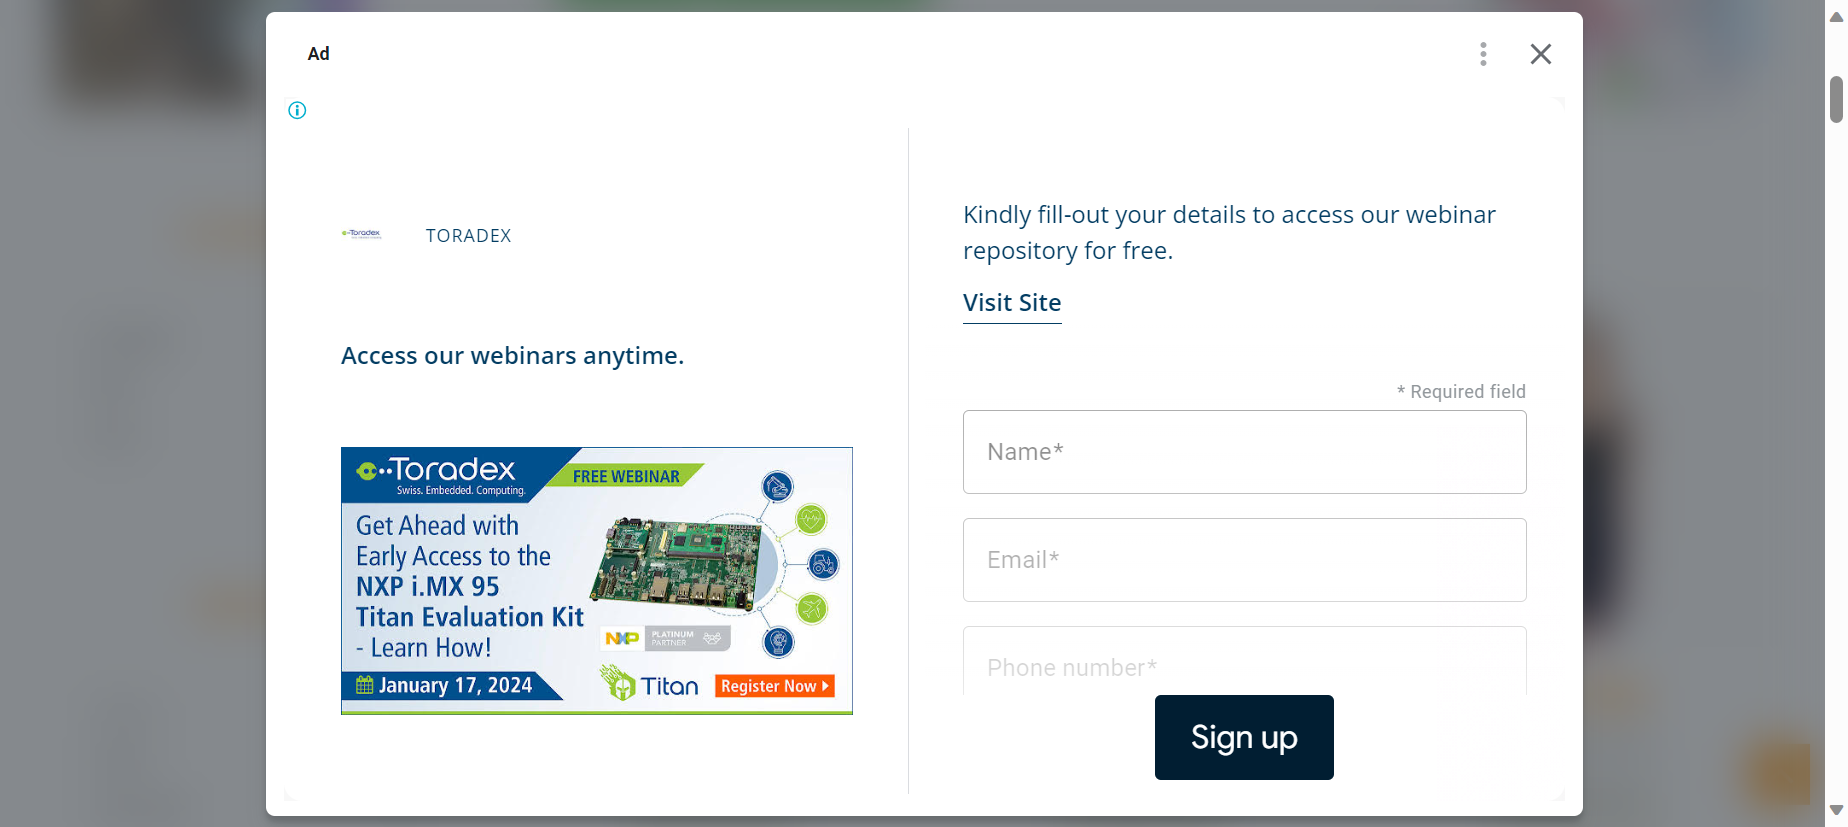 Ad
Toradex
TORADEX
Access our webinars anytime.
Toradex
Swiss. Embedded. Computing.
FREE WEBINAR
Get Ahead with
Early Access to the
NXP i.MX 95
Titan Evaluation Kit
- Learn How!
NXP
PLATINUM
PARTNER
January 17, 2024
Titan
Register Now
Kindly fill-out your details to access our webinar
repository for free.
Visit Site
* Required field
Name*
Email*
Phone number*
Sign up